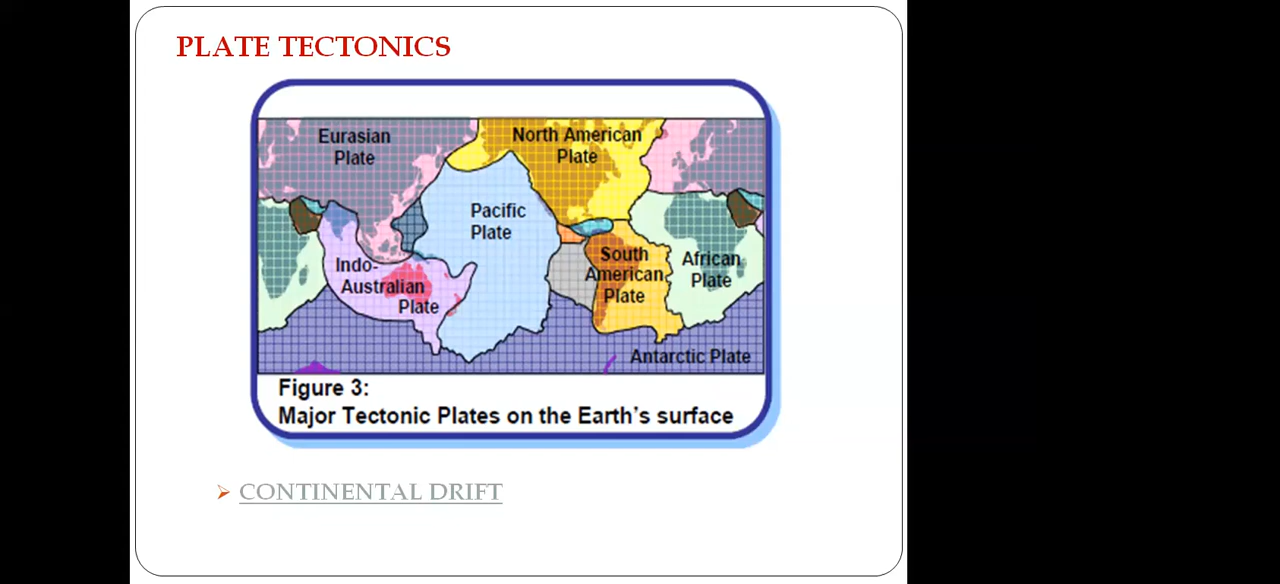 PLATE TECTONICS
Eurasian
Plate
North American
Plate
Pacific
Plate
Indo-
Australian
Plate
South
American
Plate
African
Plate
Antarctic Plate
Figure 3:
Major Tectonic Plates on the Earth's surface
CONTINENTAL DRIFT